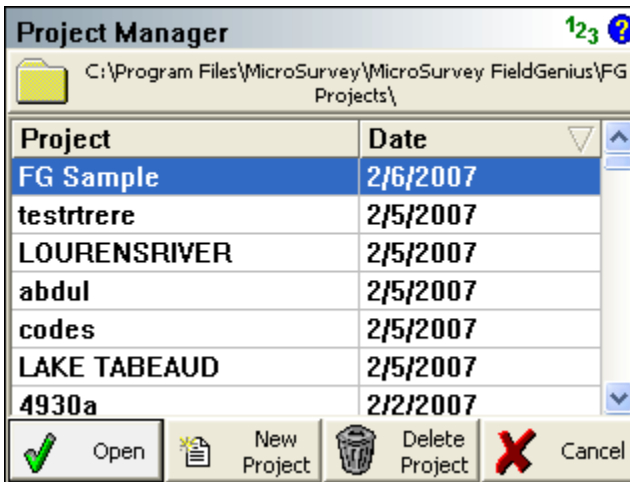 Project Manager 123 ?
C:\Program Files\MicroSurvey\MicroSurvey FieldGenius\FG
Projects\
Project Date
FG Sample 2/6/2007
testrtrere 2/5/2007
LOURENSRIVER 2/5/2007
abdul 2/5/2007
codes 2/5/2007
LAKE TABEAUD 2/5/2007
4930a 2/2/2007
Open New Project Delete Project Cancel